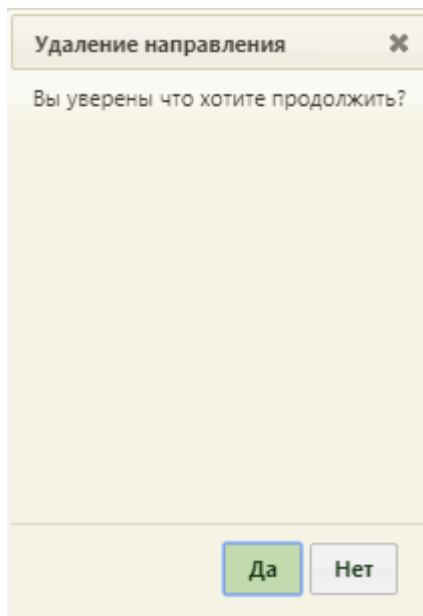 Удаление направления
Вы уверены что хотите продолжить?
Да Нет